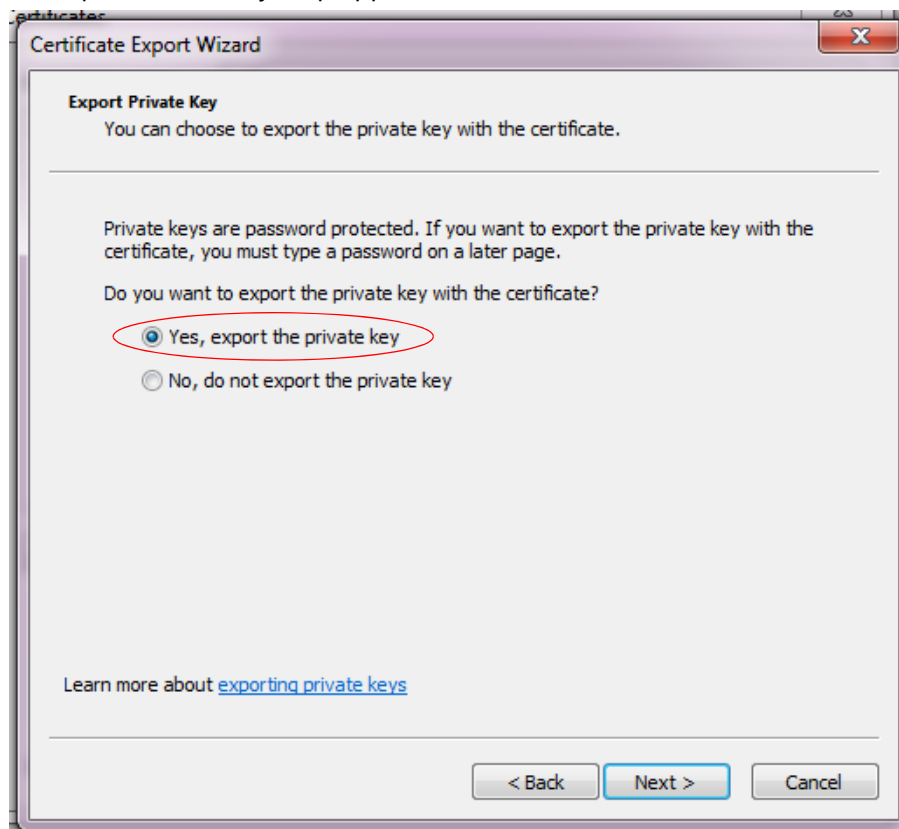 Certificates
Certificate Export Wizard
Export Private Key
You can choose to export the private key with the certificate.
Private keys are password protected. If you want to export the private key with the
certificate, you must type a password on a later page.
Do you want to export the private key with the certificate?
Yes, export the private key
No, do not export the private key
Learn more about exporting private keys
< Back
Next >
Cancel